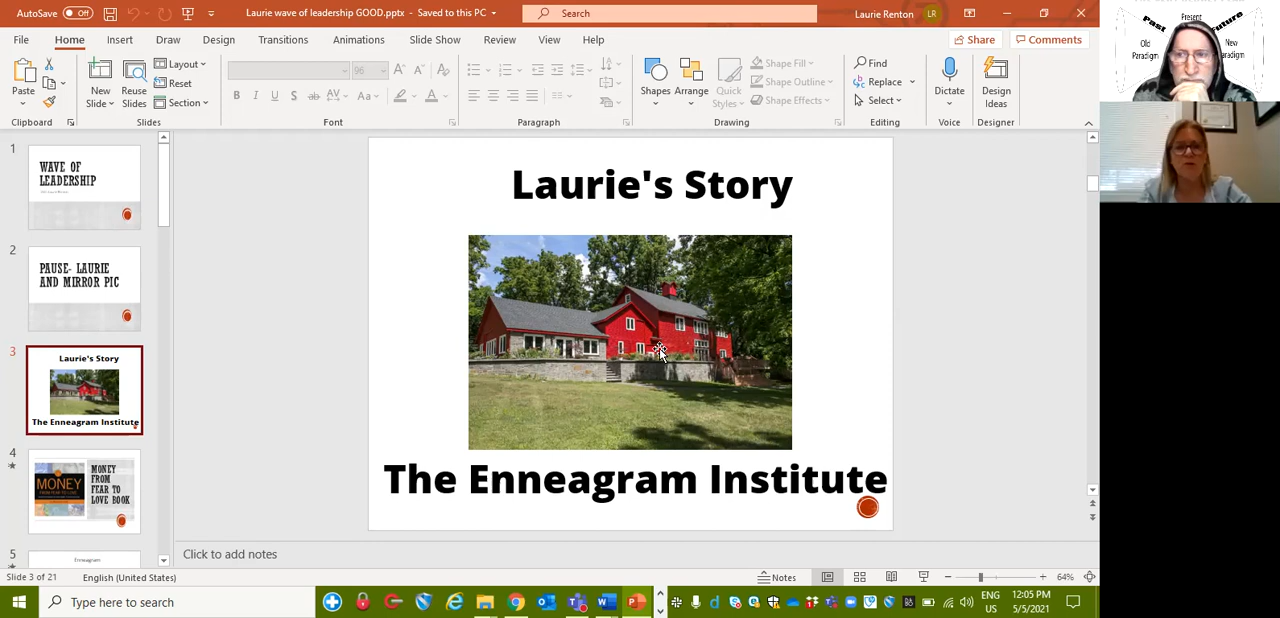 AutoSave Off
Laurie wave of leadership GOOD.pptx - Saved to this PC
Search
Laurie Renton LR
File Home Insert Draw Design Transitions Animations Slide Show Review View Help
Share Comments
Paste
New Slide
Reuse Slides
Layout
Reset
Section
96
B I U S ab AV Aa
Shapes
Arrange
Quick Styles
Shape Fill
Shape Outline
Shape Effects
Find
Replace
Select
Dictate
Design Ideas
Clipboard Slides Font Paragraph Drawing Editing Voice Designer
1
WAVE OF
LEADERSHIP
2
PAUSE- LAURIE
AND MIRROR PIC
3
Laurie's Story
The Enneagram Institute
4
MONEY
MONEY
FROM
FEAR TO
LOVE BOOK
5
Enneagram
Laurie's Story
The Enneagram Institute
Click to add notes
Slide 3 of 21 English (United States)
Notes
64%
Type here to search
ENG
US
12:05 PM
5/5/2021
Past
Present
Future
Old
Paradigm
New
Paradigm